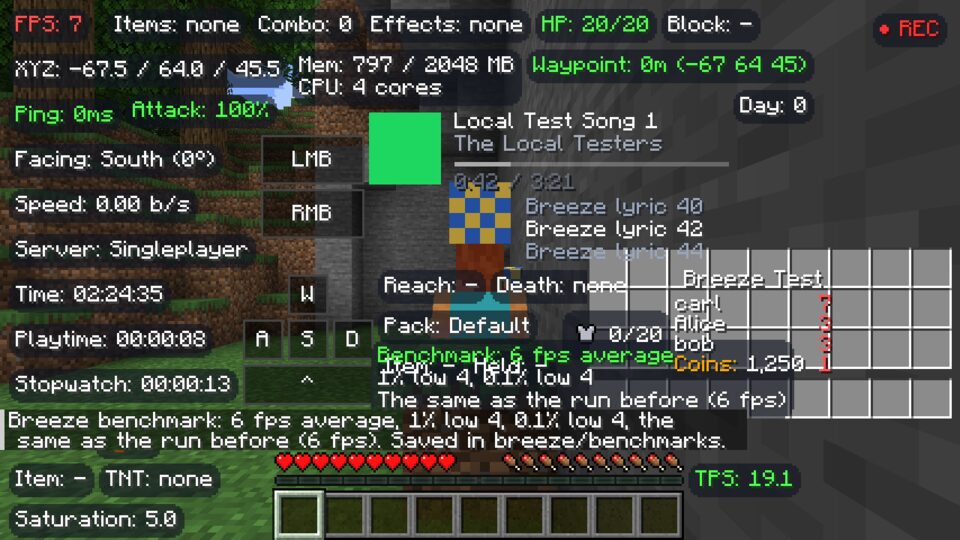 FPS: 7 Items: none Combo: 0 Effects: none HP: 20/20 Block: - REC
XYZ: -67.5 / 64.0 / 45.5 Mem: 797 / 2048 MB Waypoint: 0m (-67 64 45)
CPU: 4 cores
Ping: 0ms Attack: 100% Day: 0
Local Test Song 1
The Local Testers
Facing: South (0°) LMB
0:42 / 3:21
Speed: 0.00 b/s RMB
Breeze lyric 40
Breeze lyric 42
Breeze lyric 44
Server: Singleplayer
Reach: - Death: none
Breeze Test
Time: 02:24:35 W
carl 7
Alice 3
bob 3
Coins: 1,250 1
Pack: Default
0/20
Playtime: 00:00:08 A S D
Benchmark: 6 fps average
Item: - Held: -
1% low 4, 0.1% low 4
The same as the run before (6 fps)
Stopwatch: 00:00:13 ^
Breeze benchmark: 6 fps average, 1% low 4, 0.1% low 4, the
same as the run before (6 fps). Saved in breeze/benchmarks.
Item: - TNT: none TPS: 19.1
Saturation: 5.0